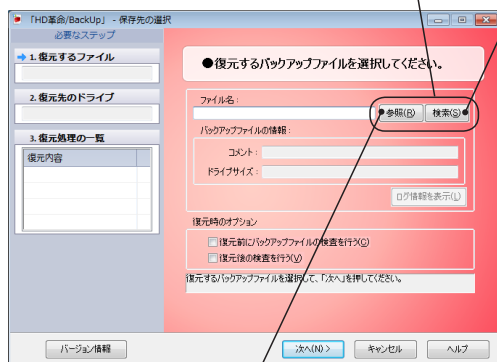 「HD革命/BackUp」 - 保存先の選択
必要なステップ
1. 復元するファイル
2. 復元先のドライブ
3. 復元処理の一覧
復元内容
●復元するバックアップファイルを選択してください。
ファイル名：
参照(R)
検索(S)
バックアップファイルの情報：
コメント：
ドライブサイズ：
ログ情報を表示(L)
復元時のオプション
復元前にバックアップファイルの検査を行う(C)
復元後の検査を行う(V)
復元するバックアップファイルを選択して、「次へ」を押してください。
バージョン情報
次へ(N) >
キャンセル
ヘルプ